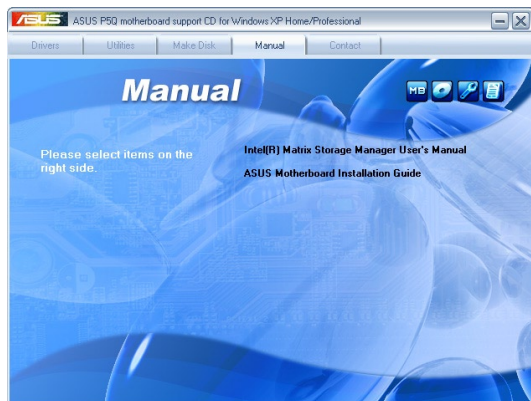 ASUS ASUS P5Q motherboard support CD for Windows XP Home/Professional
Drivers Utilities Make Disk Manual Contact
Manual
MB
Please select items on the
right side.
Intel(R) Matrix Storage Manager User's Manual
ASUS Motherboard Installation Guide